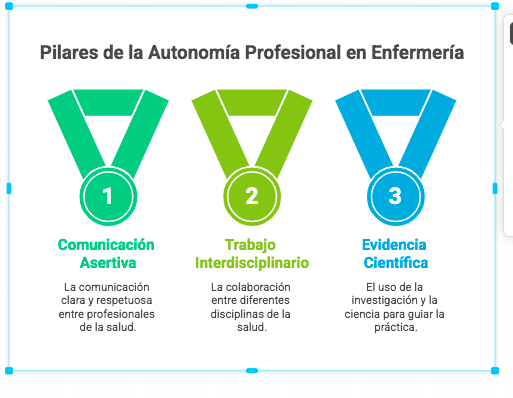 Pilares de la Autonomía Profesional en Enfermería
1
2
3
Comunicación
Asertiva
La comunicación
clara y respetuosa
entre profesionales
de la salud.
Trabajo
Interdisciplinario
La colaboración
entre diferentes
disciplinas de la
salud.
Evidencia
Científica
El uso de la
investigación y la
ciencia para guiar la
práctica.